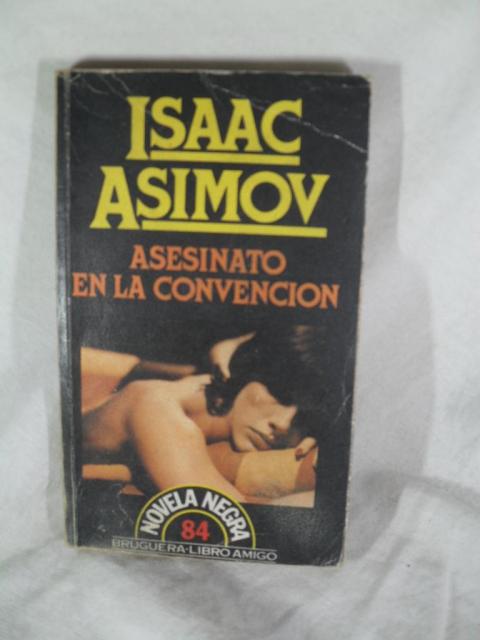 ISAAC
ASIMOV
ASESINATO
EN LA CONVENCION
NOVELA NEGRA
84
BRUGUERA·LIBRO AMIGO